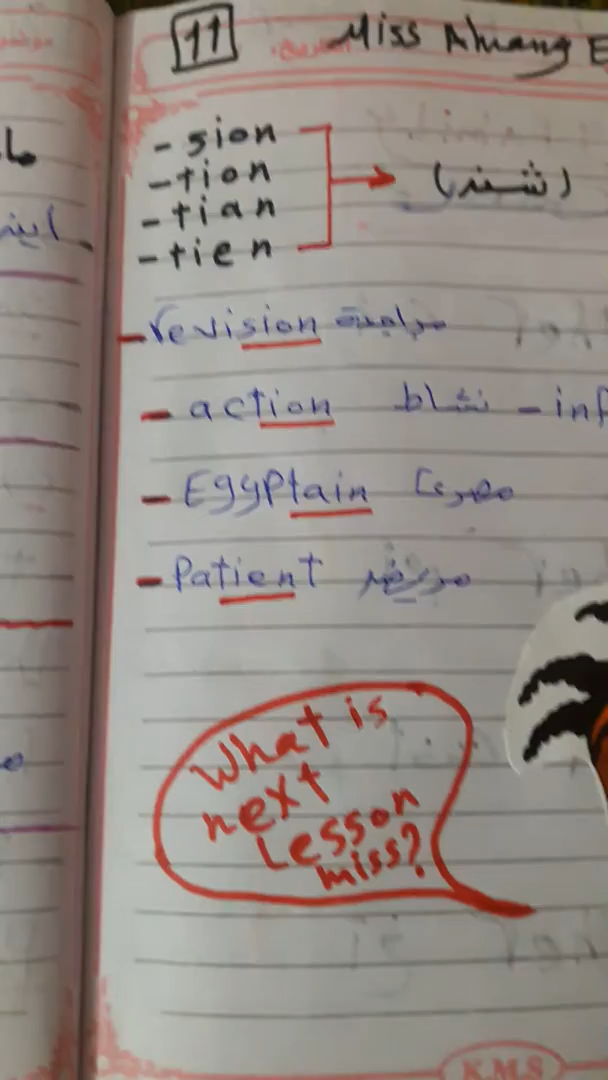 11
Miss
-sion
-tion
-tian
-tien
(شن)
-revision مراجعة
- action نشاط - inf
- Egyptain مصري
- Patient مريض
What is
next
Lesson
miss?
K.M.S